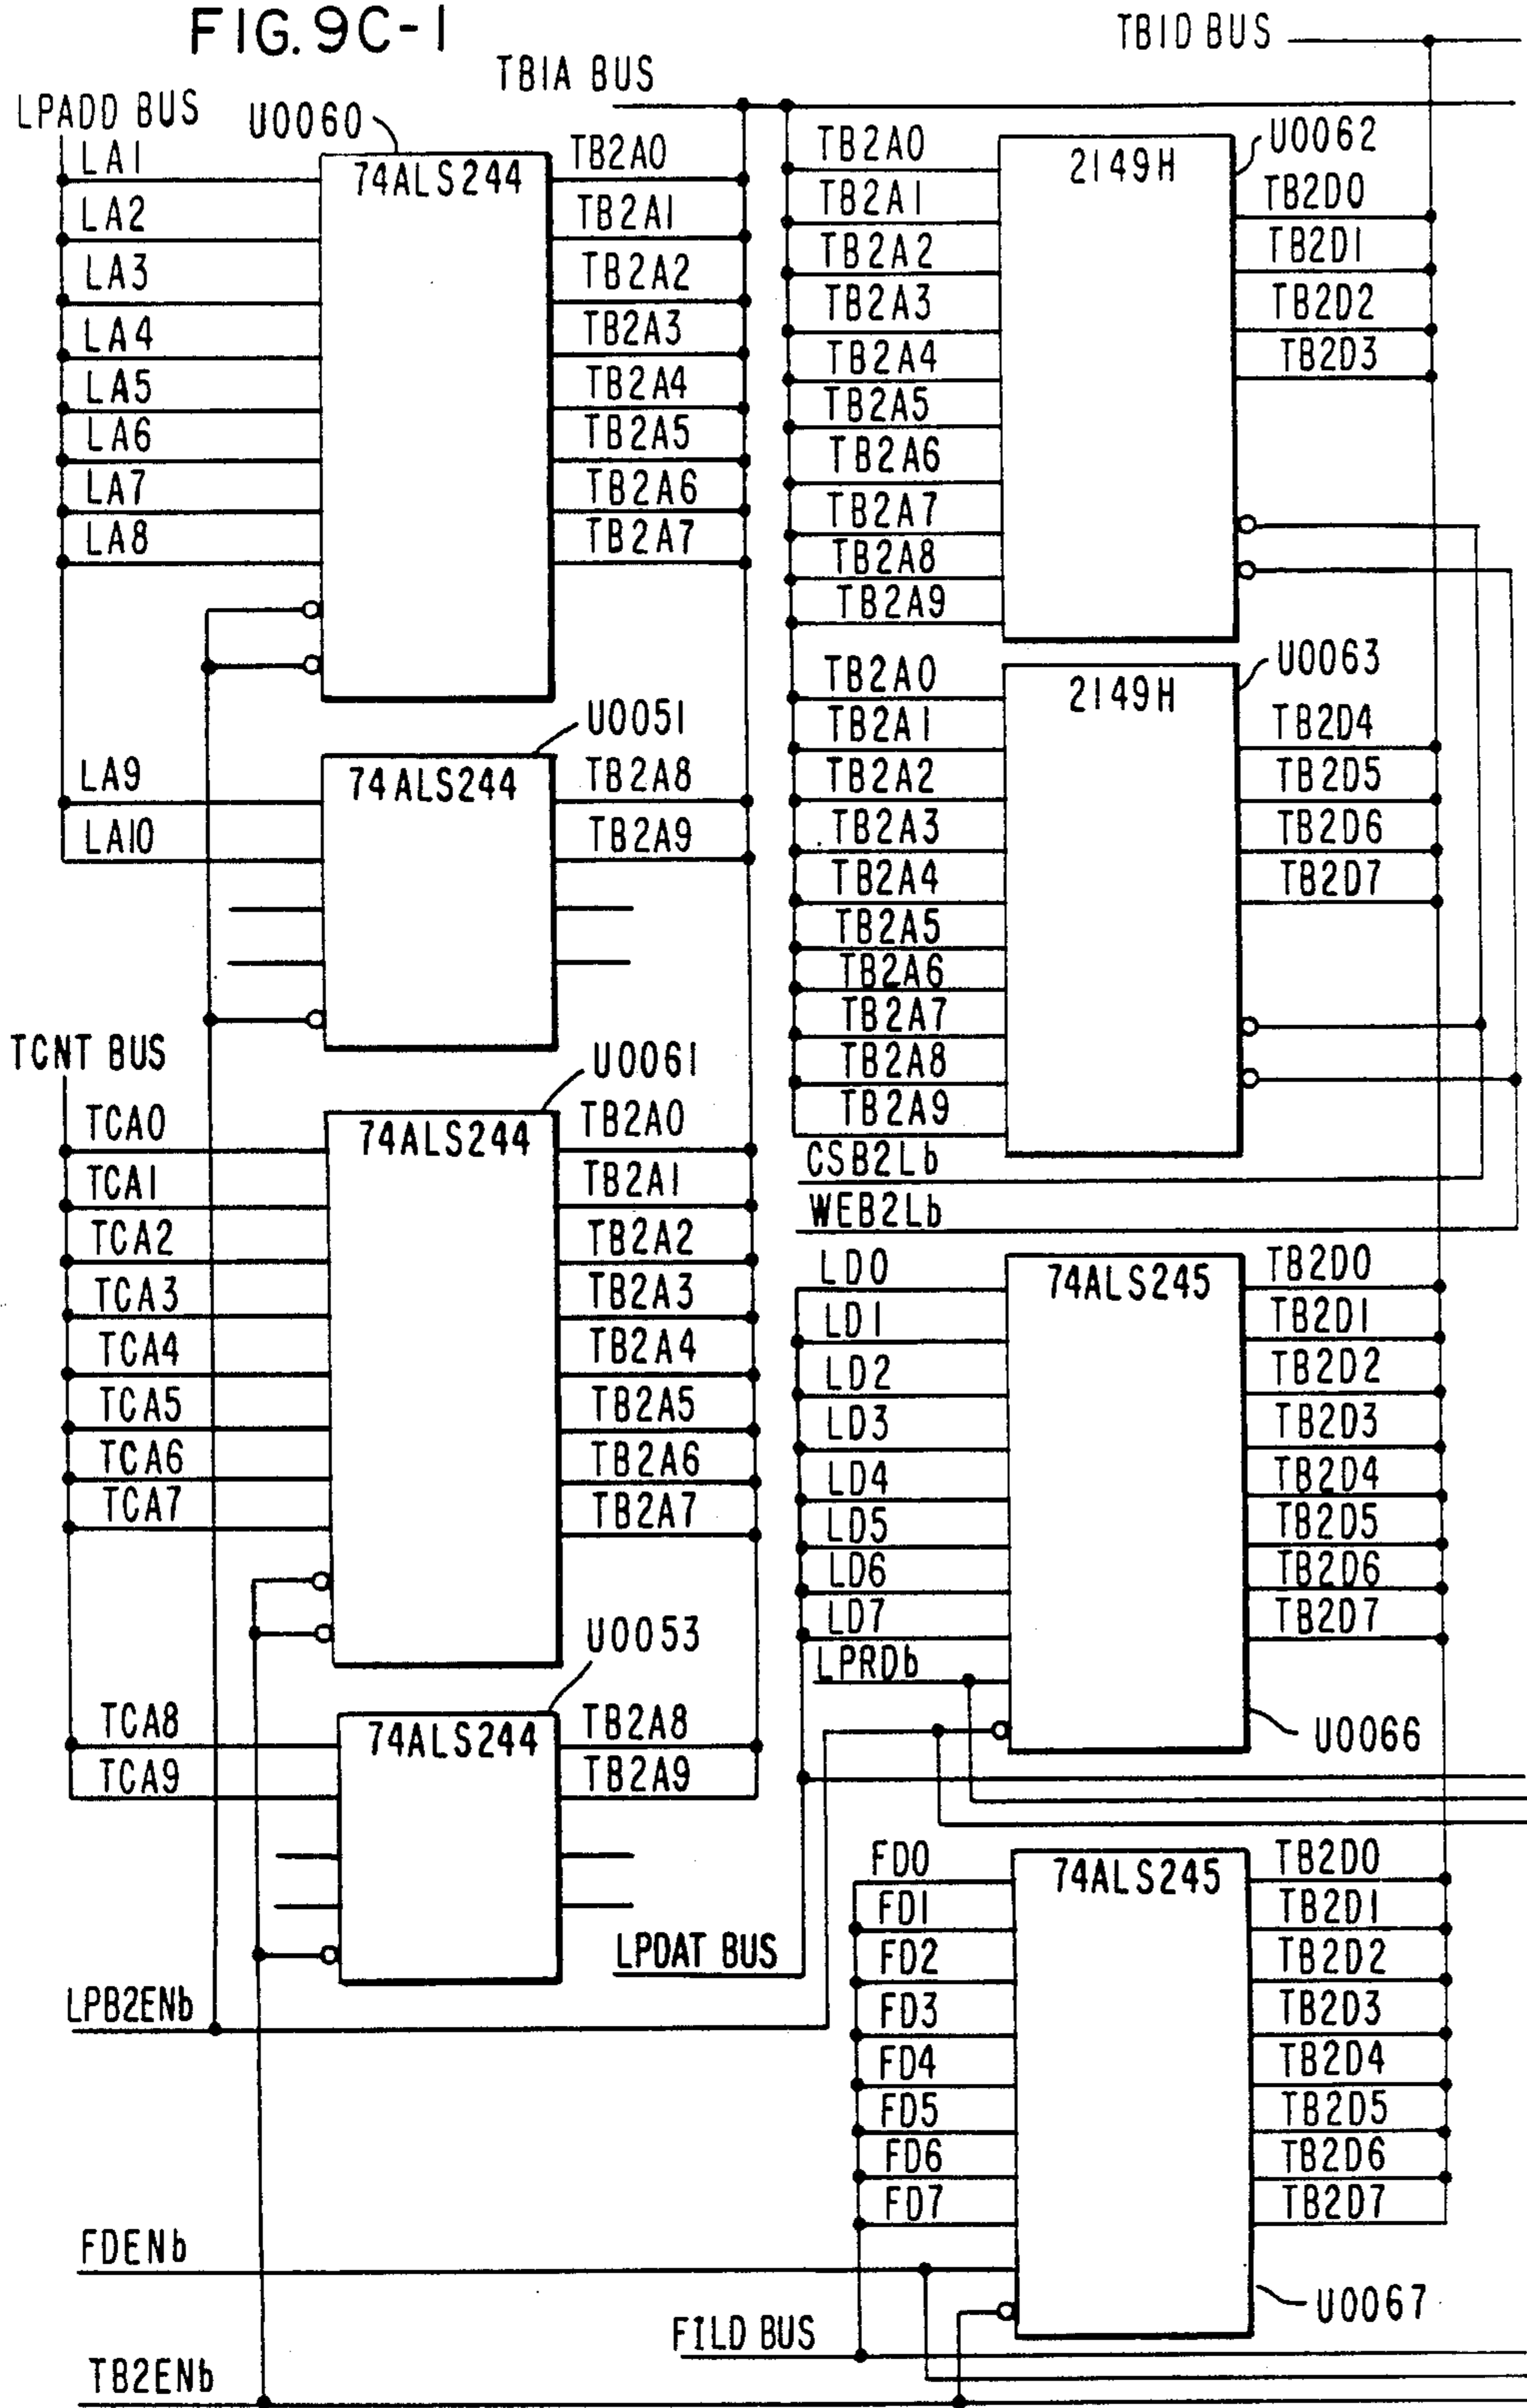 FIG. 9C-1
TBID BUS
TBIA BUS
LPADD BUS
U0060
74ALS244
LA1
LA2
LA3
LA4
LA5
LA6
LA7
LA8
TB2A0
TB2A1
TB2A2
TB2A3
TB2A4
TB2A5
TB2A6
TB2A7
U0051
74ALS244
LA9
LA10
TB2A8
TB2A9
TCNT BUS
U0061
74ALS244
TCA0
TCA1
TCA2
TCA3
TCA4
TCA5
TCA6
TCA7
TB2A0
TB2A1
TB2A2
TB2A3
TB2A4
TB2A5
TB2A6
TB2A7
U0053
74ALS244
TCA8
TCA9
TB2A8
TB2A9
LPB2ENb
FDENb
TB2ENb
U0062
2149H
TB2A0
TB2A1
TB2A2
TB2A3
TB2A4
TB2A5
TB2A6
TB2A7
TB2A8
TB2A9
TB2D0
TB2D1
TB2D2
TB2D3
U0063
2149H
TB2A0
TB2A1
TB2A2
TB2A3
TB2A4
TB2A5
TB2A6
TB2A7
TB2A8
TB2A9
TB2D4
TB2D5
TB2D6
TB2D7
CSB2Lb
WEB2Lb
74ALS245
LD0
LD1
LD2
LD3
LD4
LD5
LD6
LD7
LPRDb
TB2D0
TB2D1
TB2D2
TB2D3
TB2D4
TB2D5
TB2D6
TB2D7
U0066
LPDAT BUS
74ALS245
FD0
FD1
FD2
FD3
FD4
FD5
FD6
FD7
TB2D0
TB2D1
TB2D2
TB2D3
TB2D4
TB2D5
TB2D6
TB2D7
U0067
FILD BUS